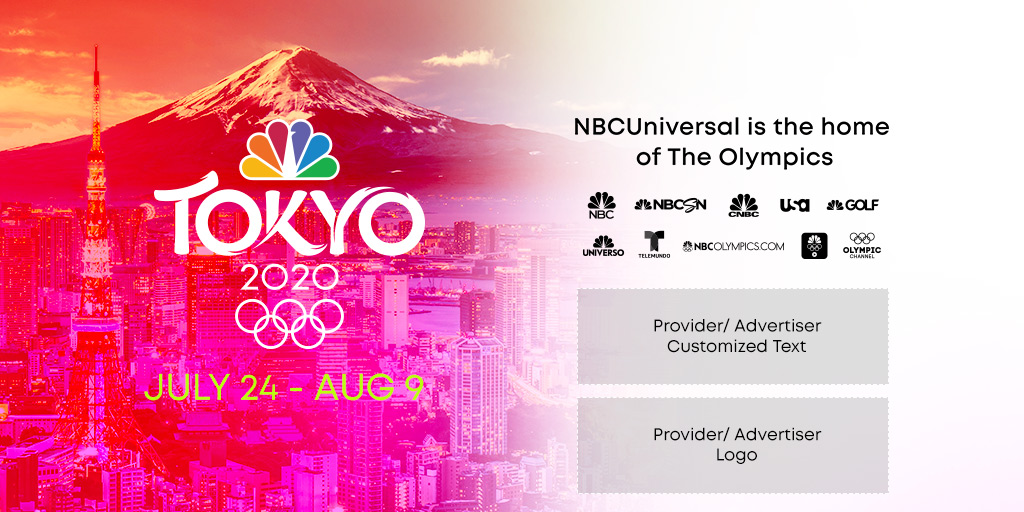 TOKYO
2020
JULY 24 - AUG 9
NBCUniversal is the home
of The Olympics
NBC
NBCSN
CNBC
USA
GOLF
UNIVERSO
TELEMUNDO
NBCOLYMPICS.COM
OLYMPIC
CHANNEL
Provider/ Advertiser
Customized Text
Provider/ Advertiser
Logo